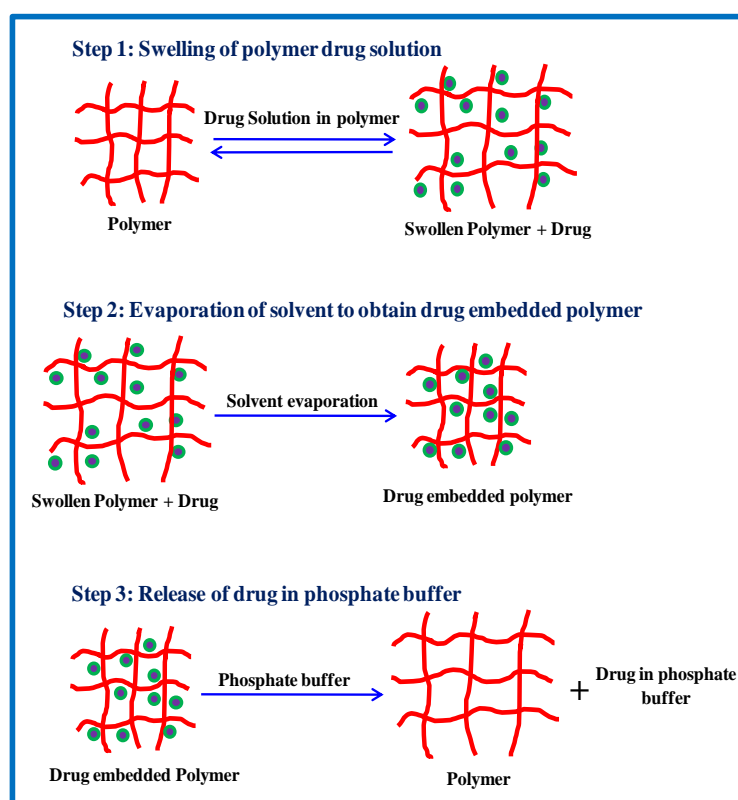 Step 1: Swelling of polymer drug solution
Drug Solution in polymer
Polymer
Swollen Polymer + Drug
Step 2: Evaporation of solvent to obtain drug embedded polymer
Solvent evaporation
Swollen Polymer + Drug
Drug embedded polymer
Step 3: Release of drug in phosphate buffer
Phosphate buffer
+
Drug in phosphate
buffer
Drug embedded Polymer
Polymer